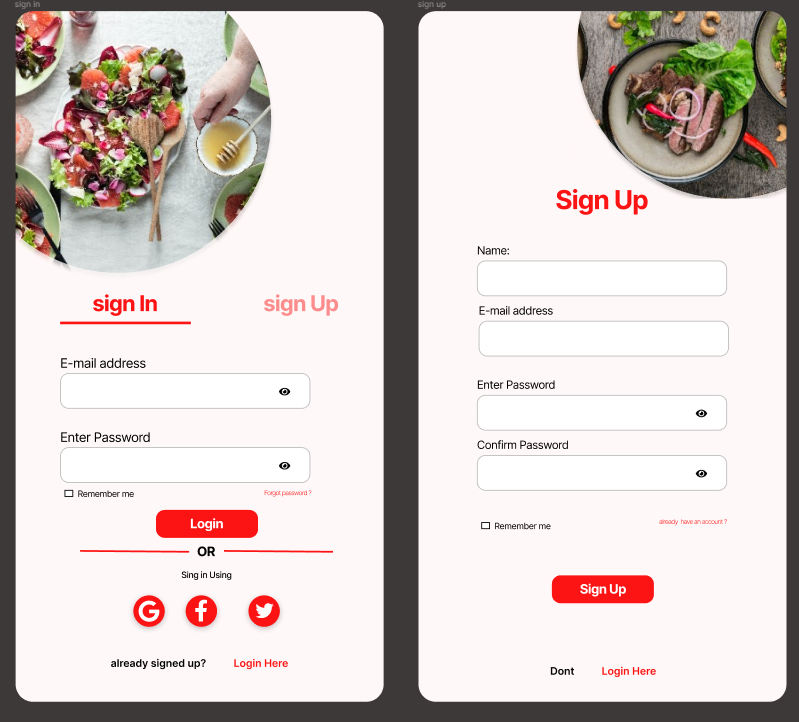 sign in
sign In
sign Up
E-mail address
Enter Password
Remember me
Forgot password ?
Login
OR
Sing in Using
already signed up?
Login Here
sign up
Sign Up
Name:
E-mail address
Enter Password
Confirm Password
Remember me
already have an account ?
Sign Up
Dont
Login Here